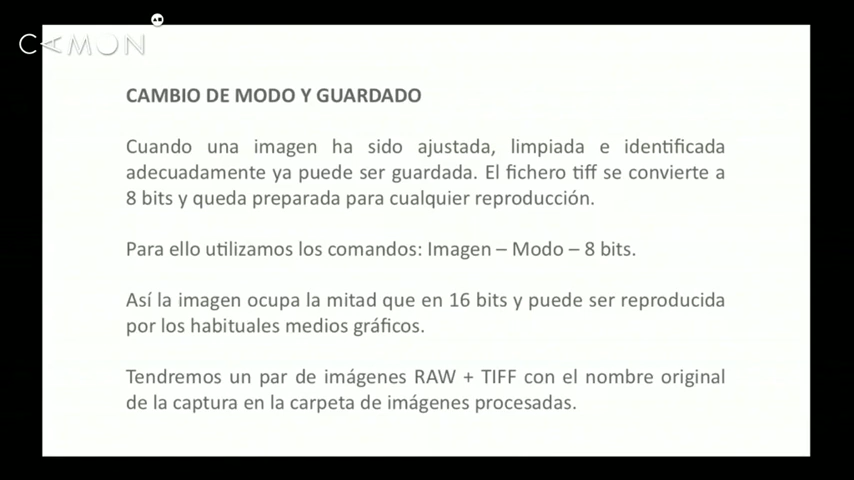 CAMON
CAMBIO DE MODO Y GUARDADO
Cuando una imagen ha sido ajustada, limpiada e identificada
adecuadamente ya puede ser guardada. El fichero tiff se convierte a
8 bits y queda preparada para cualquier reproducción.
Para ello utilizamos los comandos: Imagen – Modo – 8 bits.
Así la imagen ocupa la mitad que en 16 bits y puede ser reproducida
por los habituales medios gráficos.
Tendremos un par de imágenes RAW + TIFF con el nombre original
de la captura en la carpeta de imágenes procesadas.